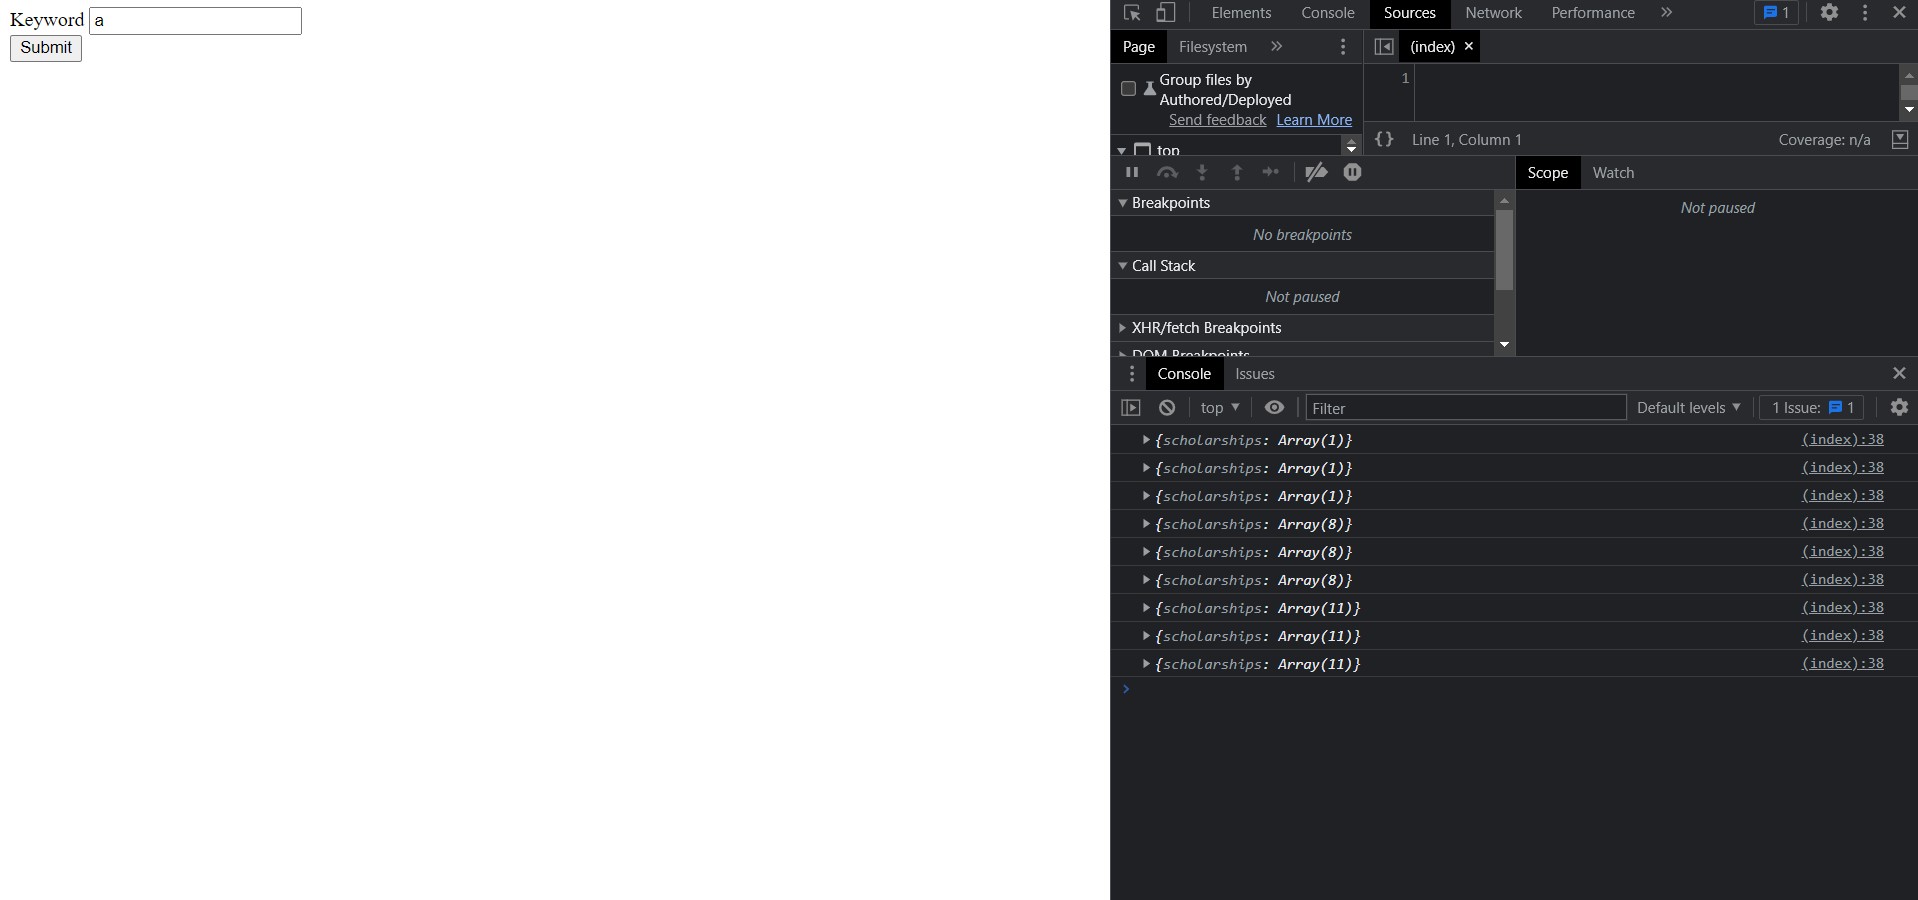 Keyword a
Submit
Elements Console Sources Network Performance » 1
Page Filesystem »
(index) ×
Group files by
Authored/Deployed
Send feedback Learn More
top
1
{} Line 1, Column 1 Coverage: n/a
Scope Watch
Not paused
Breakpoints
No breakpoints
Call Stack
Not paused
XHR/fetch Breakpoints
DOM Breakpoints
Console Issues
top Filter Default levels 1 Issue: 1
{scholarships: Array(1)} (index):38
{scholarships: Array(1)} (index):38
{scholarships: Array(1)} (index):38
{scholarships: Array(8)} (index):38
{scholarships: Array(8)} (index):38
{scholarships: Array(8)} (index):38
{scholarships: Array(11)} (index):38
{scholarships: Array(11)} (index):38
{scholarships: Array(11)} (index):38